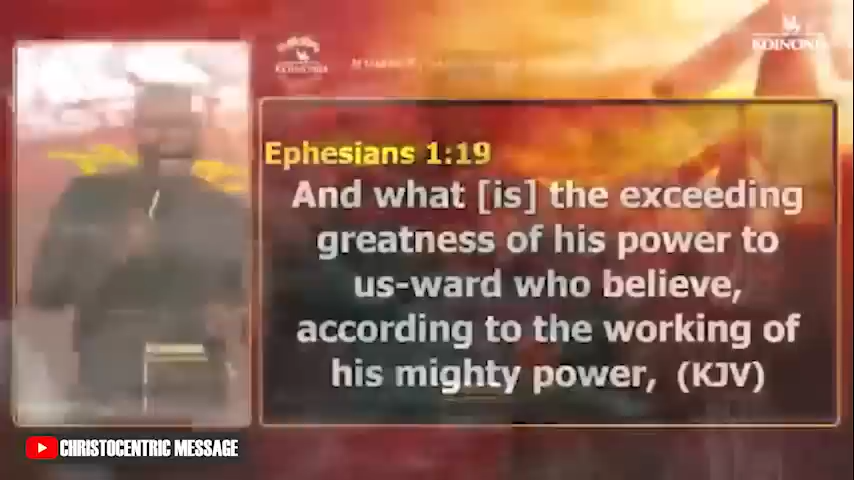 KOINONIA
KOINONIA
Ephesians 1:19
And what [is] the exceeding
greatness of his power to
us-ward who believe,
according to the working of
his mighty power, (KJV)
CHRISTOCENTRIC MESSAGE